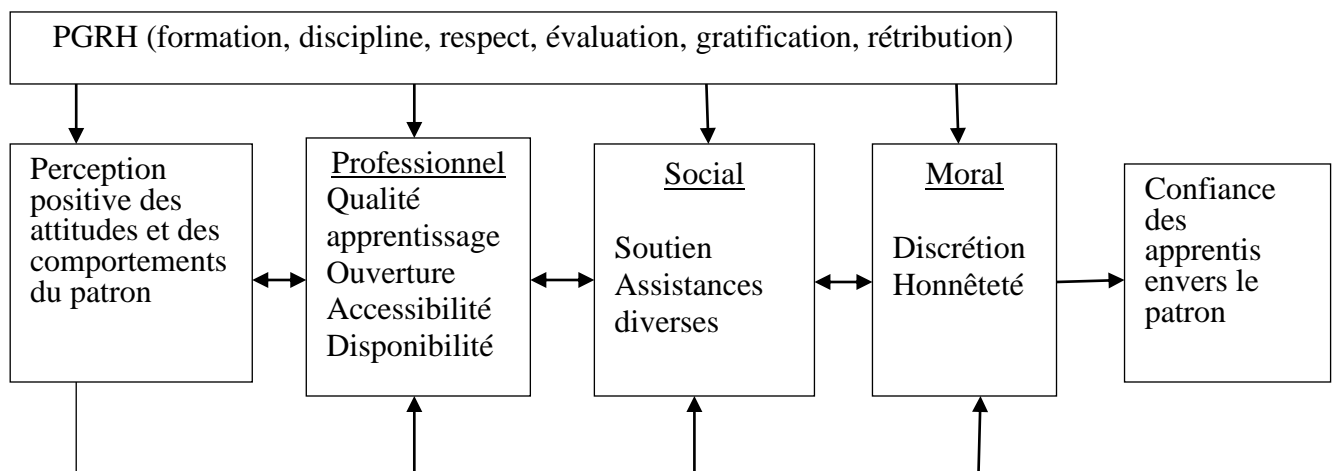 PGRH (formation, discipline, respect, évaluation, gratification, rétribution)
Perception
positive des
attitudes et des
comportements
du patron
Professionnel
Qualité
apprentissage
Ouverture
Accessibilité
Disponibilité
Social
Soutien
Assistances
diverses
Moral
Discrétion
Honnêteté
Confiance
des
apprentis
envers le
patron